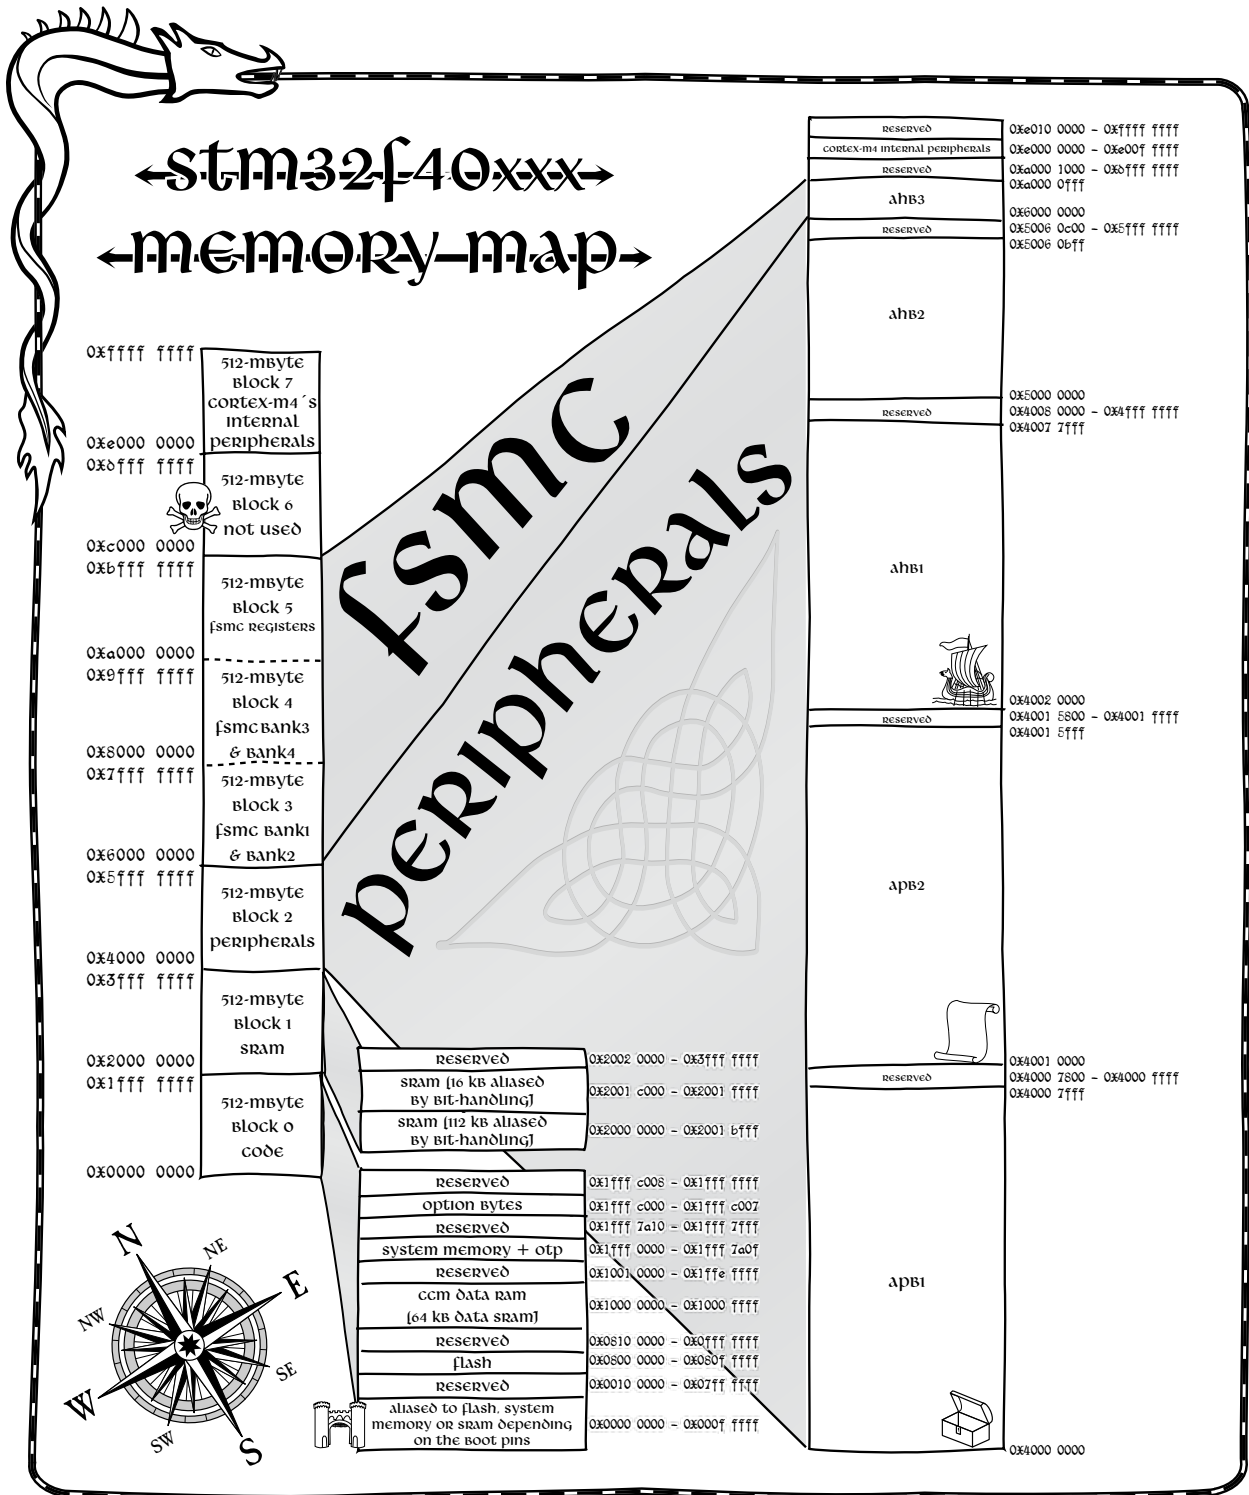 stm32f40xxx
memory map
0xffff ffff
512-mbyte
block 7
cortex-m4´s
internal
peripherals
0xe000 0000
0xdfff ffff
512-mbyte
block 6
not used
0xc000 0000
0xbfff ffff
512-mbyte
block 5
fsmc registers
0xa000 0000
0x9fff ffff
512-mbyte
block 4
fsmcbank3
& bank4
0x8000 0000
0x7fff ffff
512-mbyte
block 3
fsmc bank1
& bank2
0x6000 0000
0x5fff ffff
512-mbyte
block 2
peripherals
0x4000 0000
0x3fff ffff
512-mbyte
block 1
sram
0x2000 0000
0x1fff ffff
512-mbyte
block 0
code
0x0000 0000
fsmc
peripherals
reserved 0xe010 0000 - 0xffff ffff
cortex-m4 internal peripherals 0xe000 0000 - 0xe00f ffff
reserved 0xa000 1000 - 0xdfff ffff
0xa000 0fff
ahb3
0x6000 0000
reserved 0x5006 0c00 - 0x5fff ffff
0x5006 0bff
ahb2
0x5000 0000
reserved 0x4008 0000 - 0x4fff ffff
0x4007 7fff
ahb1
0x4002 0000
reserved 0x4001 5800 - 0x4001 ffff
0x4001 5fff
apb2
0x4001 0000
reserved 0x4000 7800 - 0x4000 ffff
0x4000 7fff
apb1
0x4000 0000
reserved 0x2002 0000 - 0x3fff ffff
sram [16 kb aliased
by bit-handling] 0x2001 c000 - 0x2001 ffff
sram [112 kb aliased
by bit-handling] 0x2000 0000 - 0x2001 bfff
reserved 0x1fff c008 - 0x1fff ffff
option bytes 0x1fff c000 - 0x1fff c007
reserved 0x1fff 7a10 - 0x1fff 7fff
system memory + otp 0x1fff 0000 - 0x1fff 7a0f
reserved 0x1001 0000 - 0x1ffe ffff
ccm data ram
[64 kb data sram] 0x1000 0000 - 0x1000 ffff
reserved 0x0810 0000 - 0x0fff ffff
flash 0x0800 0000 - 0x080f ffff
reserved 0x0010 0000 - 0x07ff ffff
aliased to flash, system
memory or sram depending
on the boot pins 0x0000 0000 - 0x000f ffff
N
NE
E
SE
S
SW
W
NW